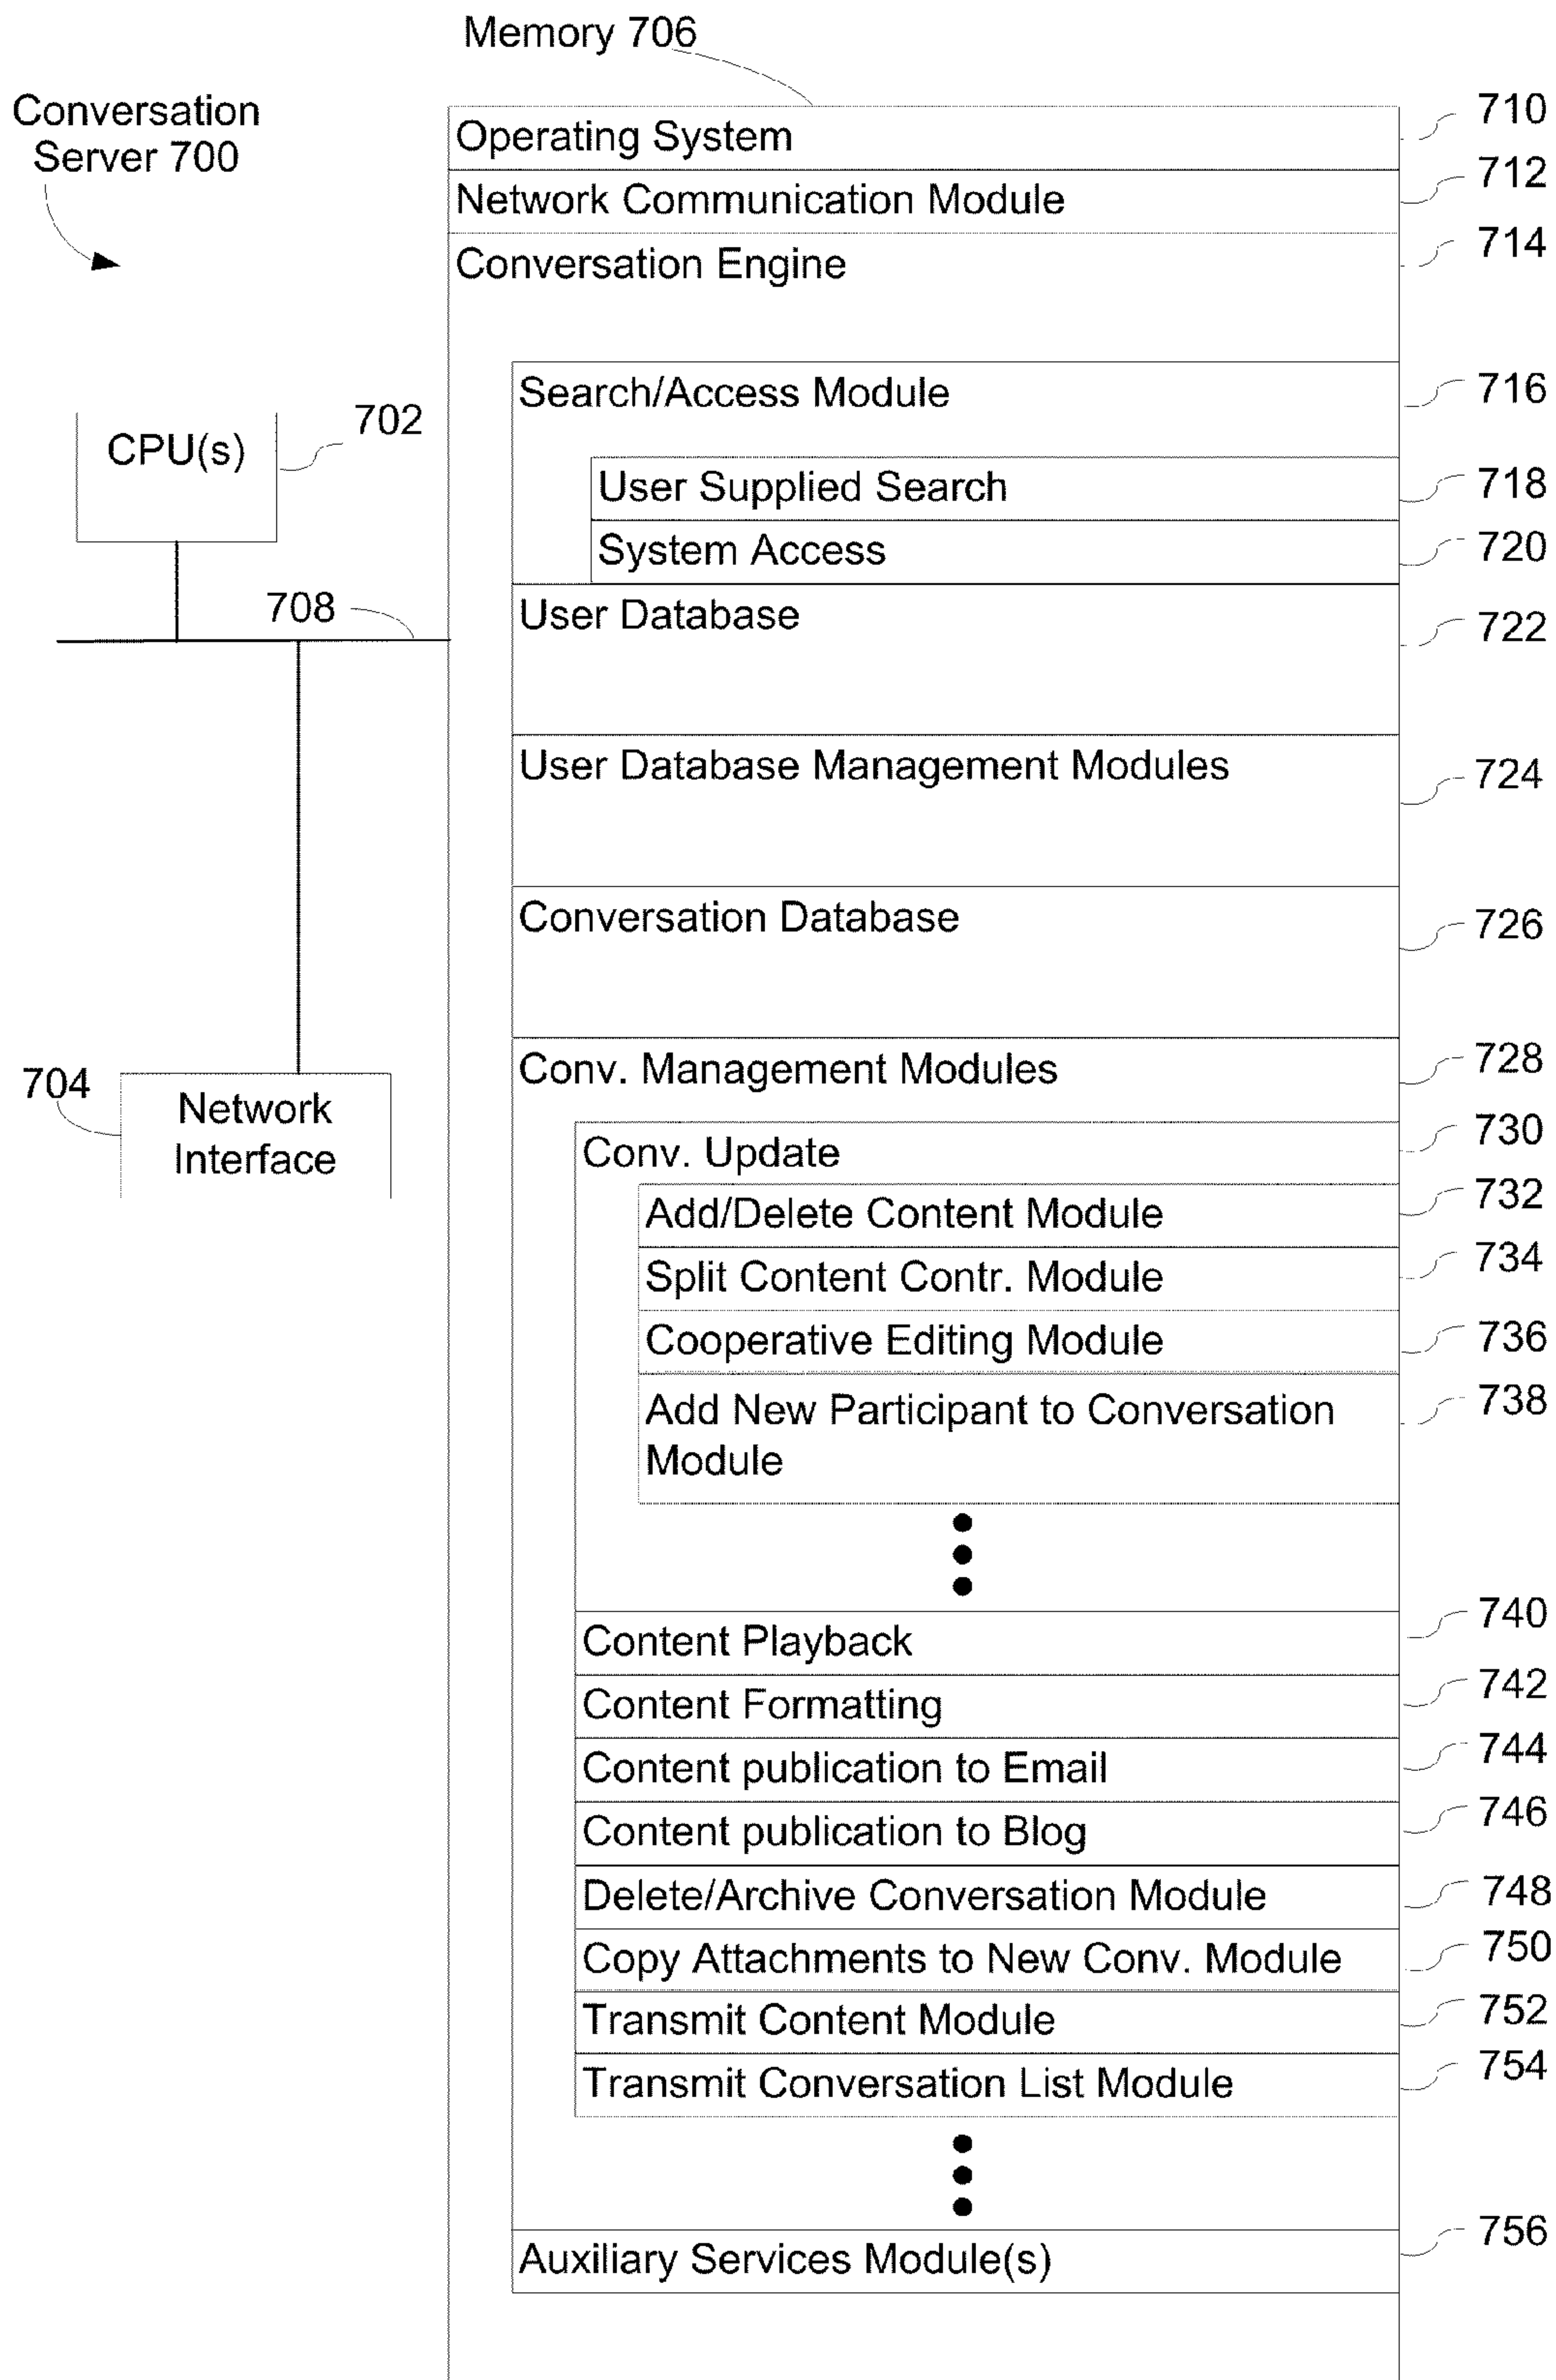 Memory 706
Conversation
Server 700
Operating System 710
Network Communication Module 712
Conversation Engine 714
Search/Access Module 716
CPU(s) 702
User Supplied Search 718
System Access 720
708
User Database 722
User Database Management Modules 724
Conversation Database 726
Conv. Management Modules 728
704
Network
Interface
Conv. Update 730
Add/Delete Content Module 732
Split Content Contr. Module 734
Cooperative Editing Module 736
Add New Participant to Conversation 738
Module
Content Playback 740
Content Formatting 742
Content publication to Email 744
Content publication to Blog 746
Delete/Archive Conversation Module 748
Copy Attachments to New Conv. Module 750
Transmit Content Module 752
Transmit Conversation List Module 754
Auxiliary Services Module(s) 756